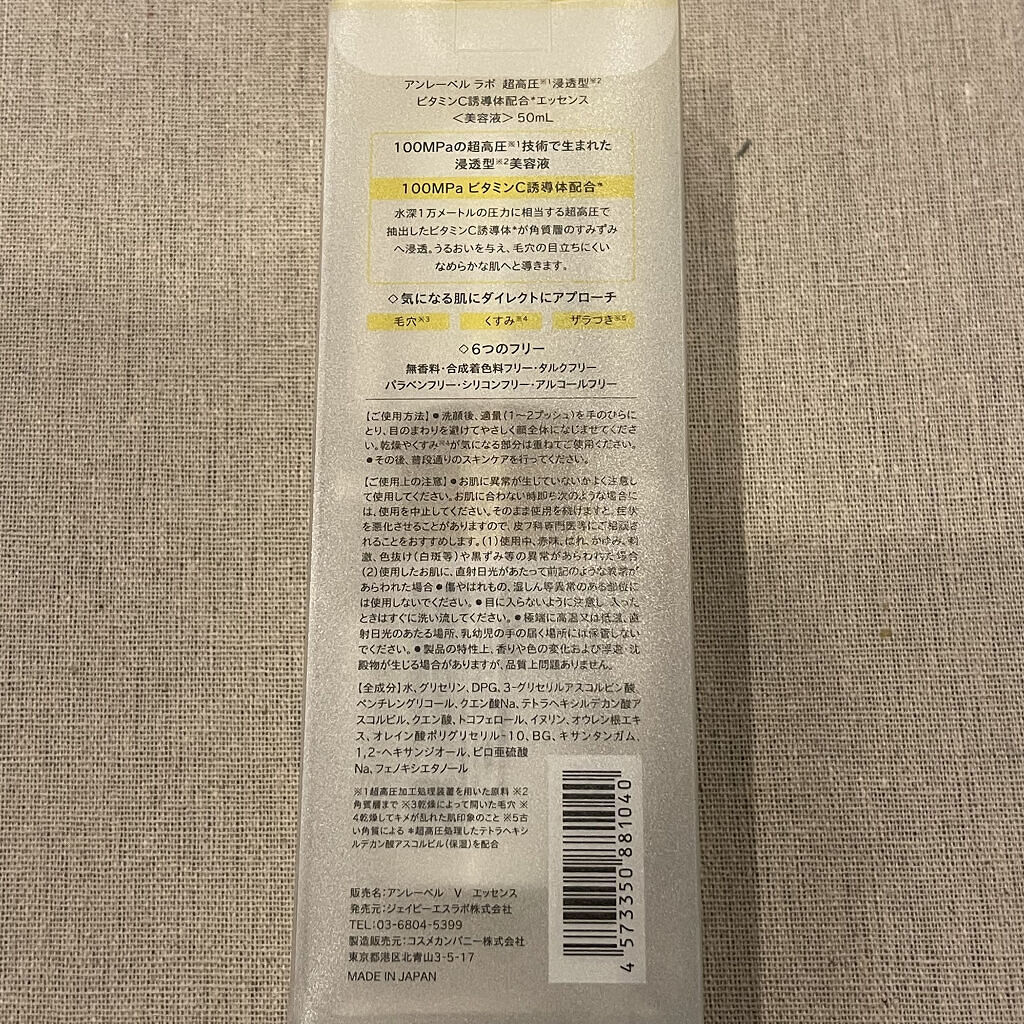 アンレーベル ラボ 超高圧※1浸透型※2
ビタミンC誘導体配合*エッセンス
＜美容液＞ 50mL
100MPaの超高圧※1技術で生まれた
浸透型※2美容液
100MPa ビタミンC誘導体配合*
水深1万メートルの圧力に相当する超高圧で
抽出したビタミンC誘導体*が角質層のすみずみ
へ浸透。うるおいを与え、毛穴の目立ちにくい
なめらかな肌へと導きます。
◇気になる肌にダイレクトにアプローチ
毛穴※3 くすみ※4 ザラつき※5
◇6つのフリー
無香料・合成着色料フリー・タルクフリー
パラベンフリー・シリコンフリー・アルコールフリー
【ご使用方法】●洗顔後、適量(1～2プッシュ)を手のひらに
とり、目のまわりを避けてやさしく顔全体になじませてくださ
い。乾燥やくすみ※4が気になる部分は重ねてご使用ください。
●その後、普段通りのスキンケアを行ってください。
【ご使用上の注意】●お肌に異常が生じていないかよく注意し
て使用してください。お肌に合わない時即ち次のような場合に
は、使用を中止してください。そのまま使用を続けますと、症状
を悪化させることがありますので、皮フ科専門医等にご相談さ
れることをおすすめします。(1)使用中、赤味、はれ、かゆみ、刺
激、色抜け(白斑等)や黒ずみ等の異常があらわれた場合
(2)使用したお肌に、直射日光があたって前記のような異常が
あらわれた場合●傷やはれもの、湿しん等異常のある部位に
は使用しないでください。●目に入らないように注意し、入った
ときはすぐに洗い流してください。●極端に高温又は低温、直
射日光のあたる場所、乳幼児の手の届く場所には保管しない
でください。●製品の特性上、香りや色の変化および浮遊・沈
殿物が生じる場合がありますが、品質上問題ありません。
【全成分】水、グリセリン、DPG、3-グリセリルアスコルビン酸、
ペンチレングリコール、クエン酸Na、テトラヘキシルデカン酸ア
スコルビル、クエン酸、トコフェロール、イヌリン、オウレン根エキ
ス、オレイン酸ポリグリセリル-10、BG、キサンタンガム、
1,2-ヘキサンジオール、ピロ亜硫酸
Na、フェノキシエタノール
※1超高圧加工処理装置を用いた原料 ※2
角質層まで ※3乾燥によって開いた毛穴 ※
4乾燥してキメが乱れた肌印象のこと ※5古
い角質による *超高圧処理したテトラヘキシ
ルデカン酸アスコルビル(保湿)を配合
販売名：アンレーベル V エッセンス
発売元：ジェイピーエスラボ株式会社
TEL：03-6804-5399
製造販売元：コスメカンパニー株式会社
東京都港区北青山3-5-17
MADE IN JAPAN
4 573350 881040